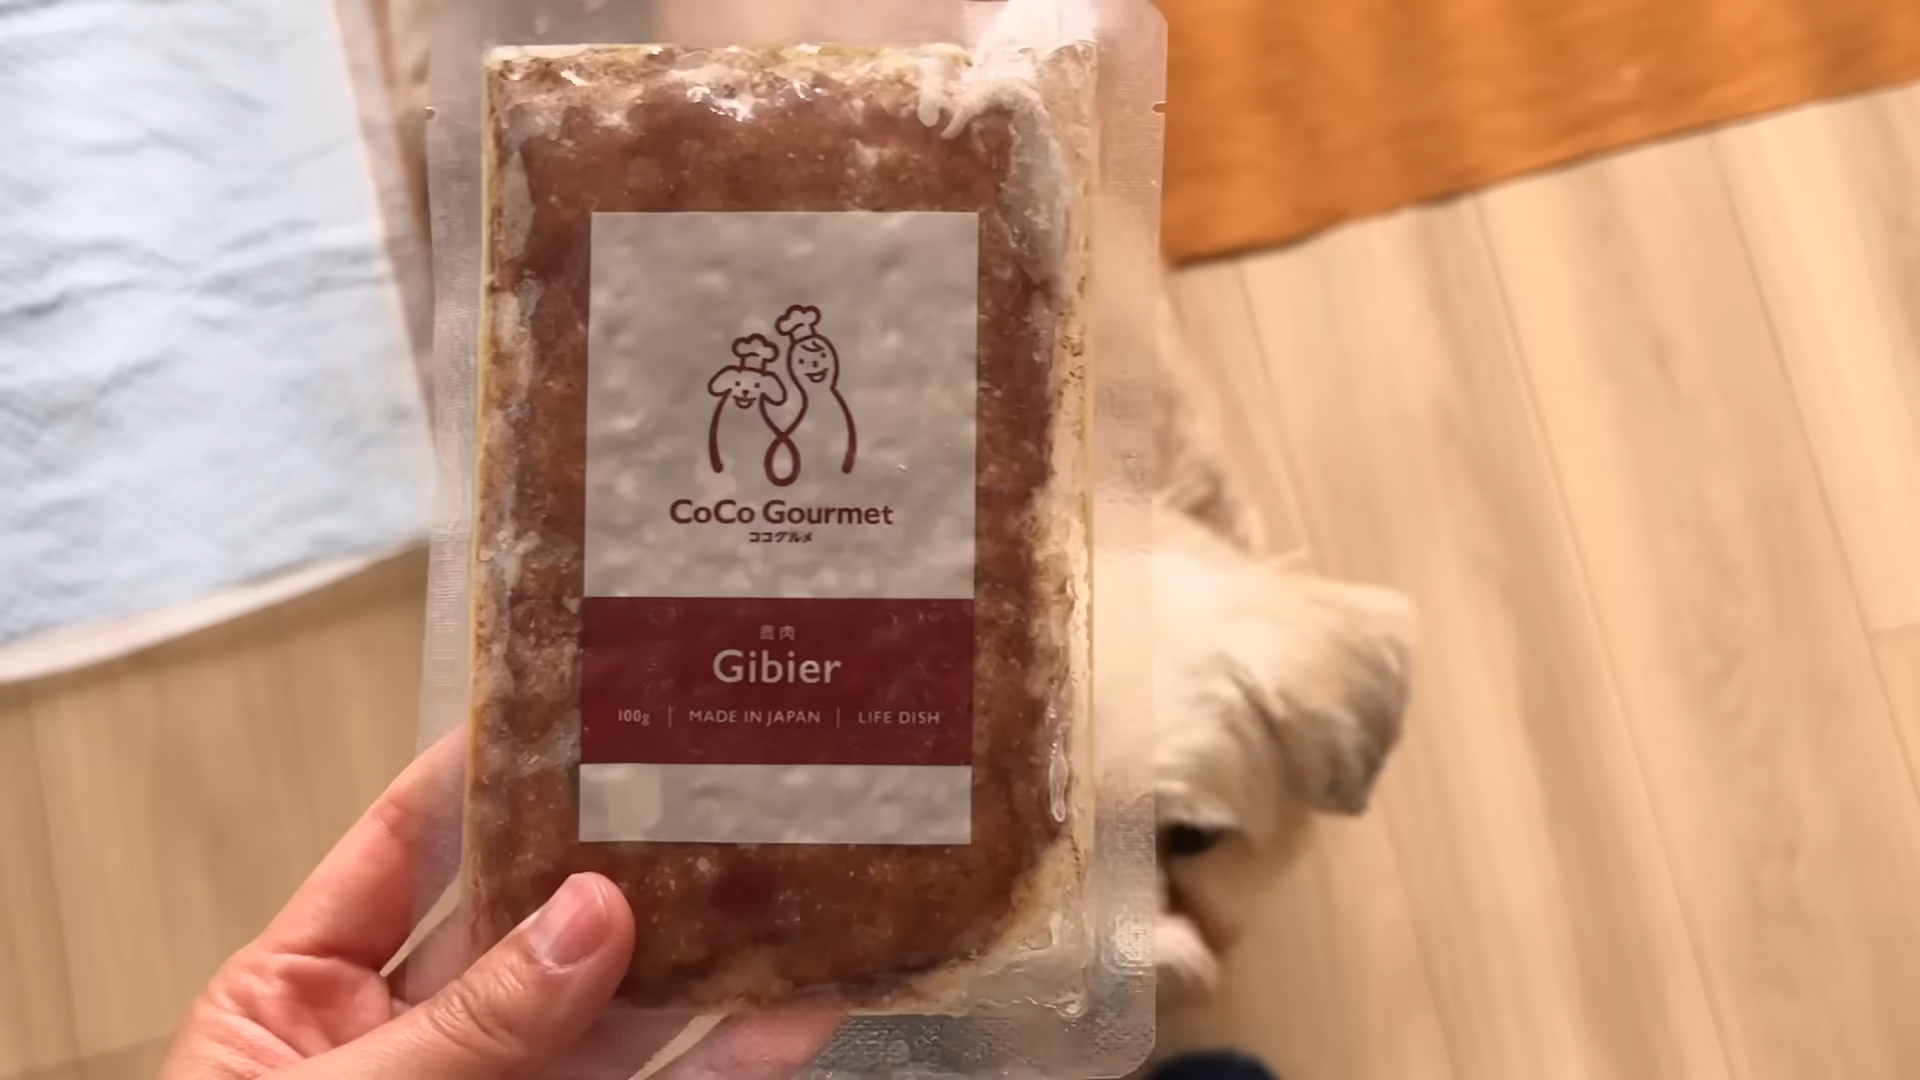 CoCo Gourmet
ココグルメ
鹿肉
Gibier
100g | MADE IN JAPAN | LIFE DISH